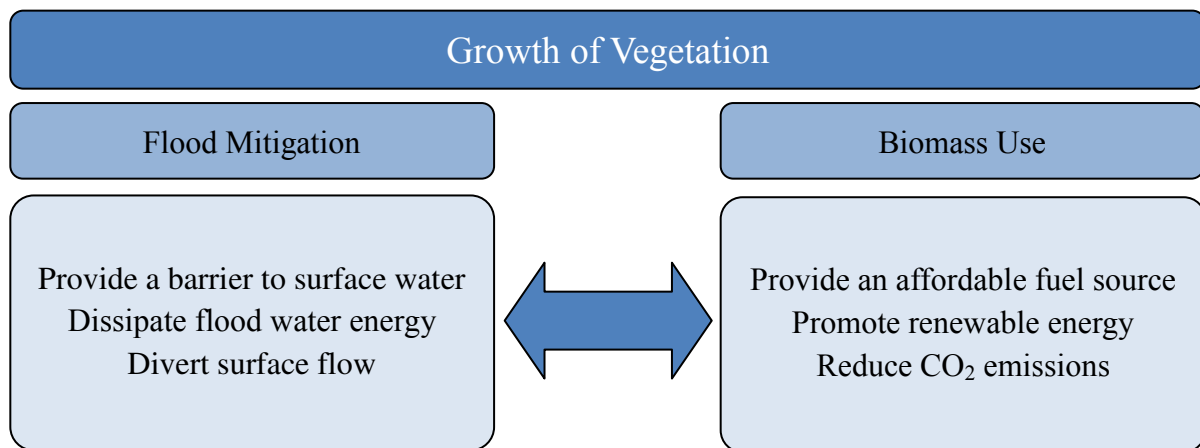 Growth of Vegetation
Flood Mitigation
Provide a barrier to surface water
Dissipate flood water energy
Divert surface flow
Biomass Use
Provide an affordable fuel source
Promote renewable energy
Reduce CO₂ emissions